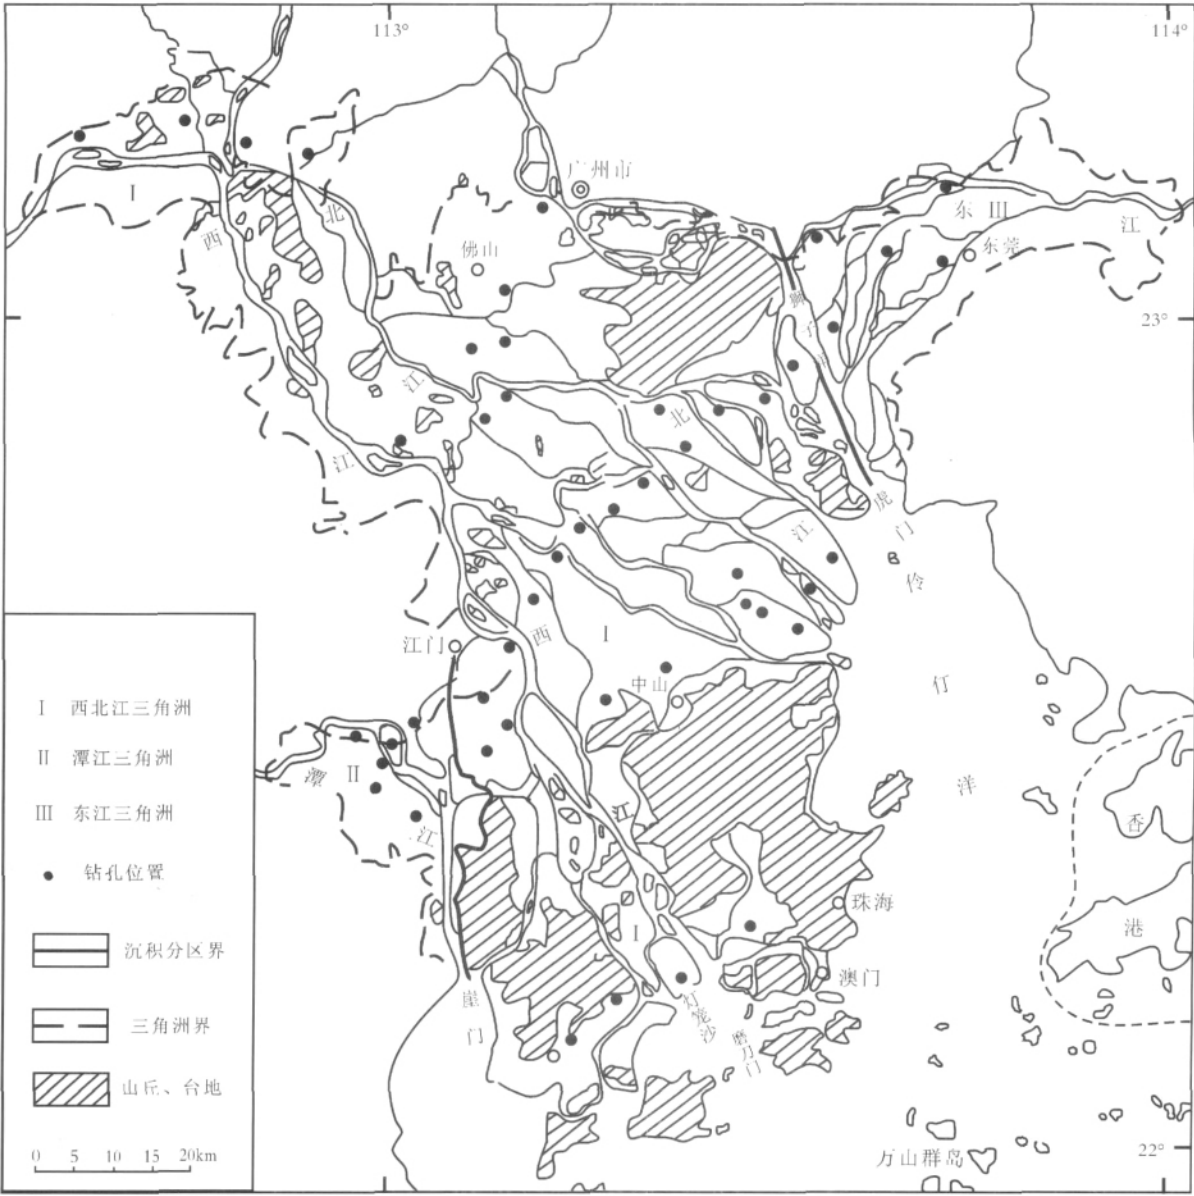 113°
114°
广州市
I
北
西
佛山
东 III
江
东莞
狮
子
洋
23°
江
北
江
虎
门
江
伶
江门
西
I
中山
仃
洋
潭
II
江
江
香
港
珠海
I
澳门
崖
门
灯
笼
沙
磨
刀
门
22°
万山群岛
I 西北江三角洲
II 潭江三角洲
III 东江三角洲
钻孔位置
沉积分区界
三角洲界
山丘、台地
0 5 10 15 20km